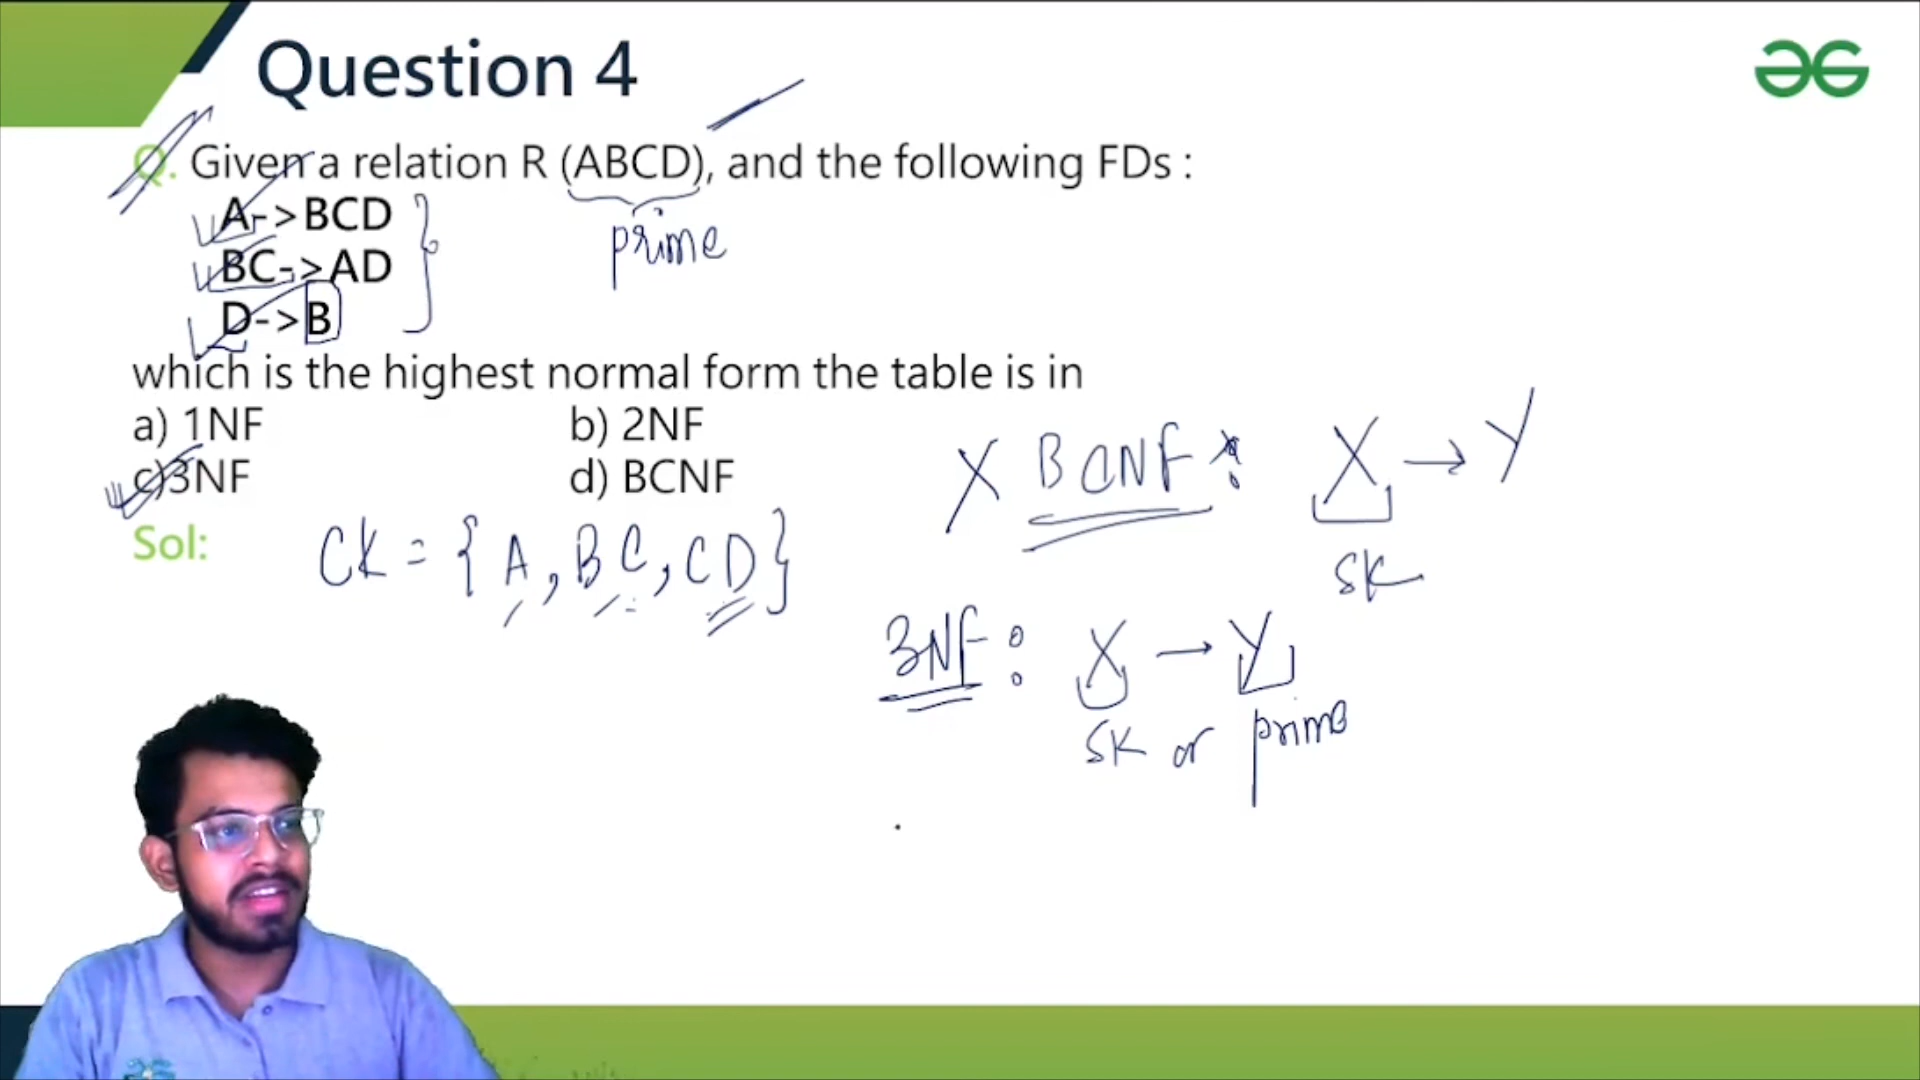 Question 4
Q. Given a relation R (ABCD), and the following FDs :
A->BCD
prime
BC->AD
D->B
which is the highest normal form the table is in
a) 1NF b) 2NF
c)3NF d) BCNF
X BCNF : X → Y
SK
Sol: CK = { A, BC, CD }
3NF : X → Y
SK or prime